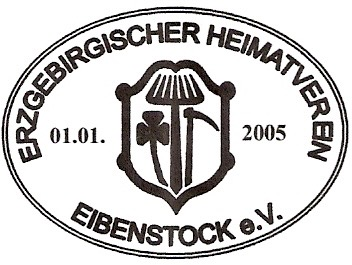 ERZGEBIRGISCHER HEIMATVEREIN
01.01. 2005
EIBENSTOCK e.V.